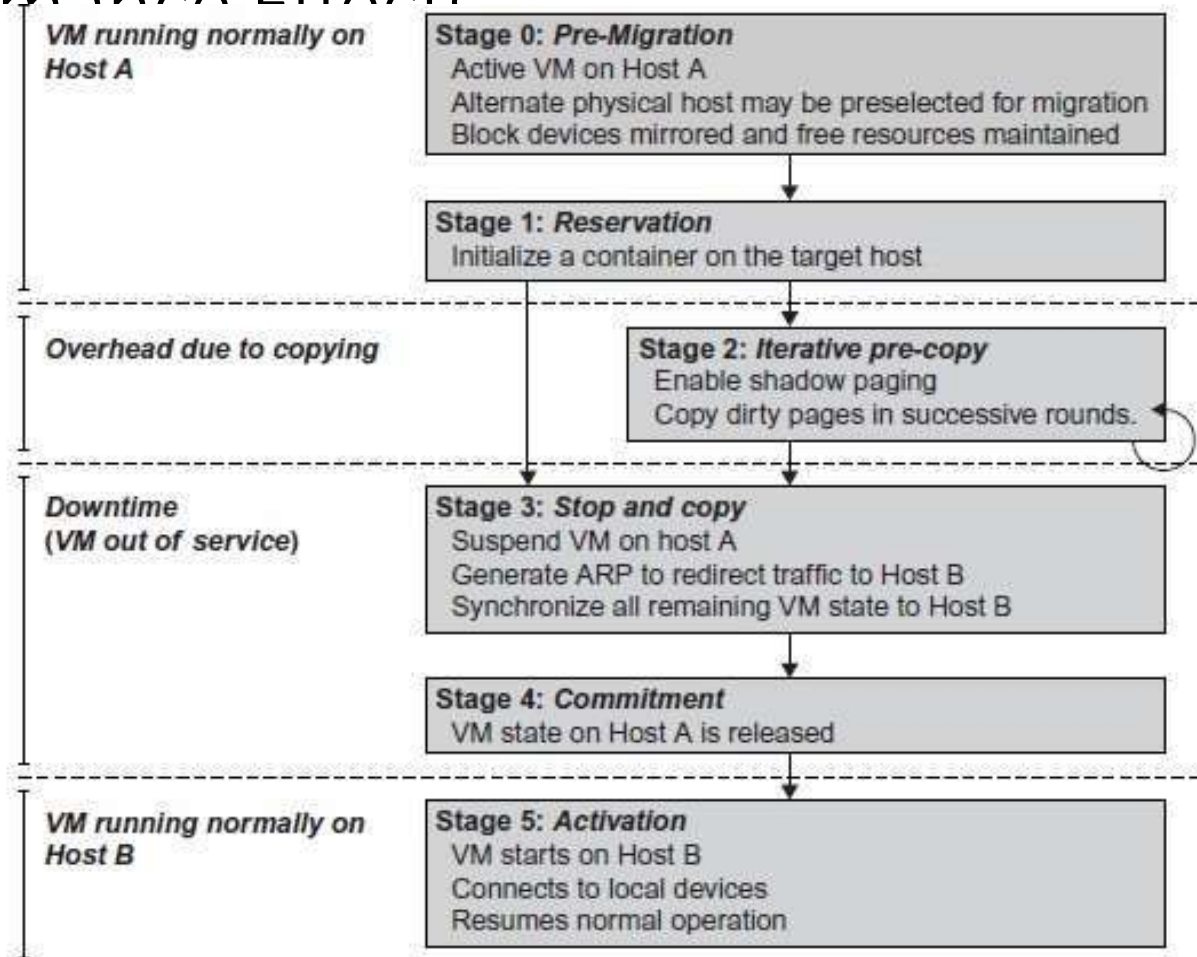 VM running normally on
Host A
Stage 0: Pre-Migration
Active VM on Host A
Alternate physical host may be preselected for migration
Block devices mirrored and free resources maintained
Stage 1: Reservation
Initialize a container on the target host
Overhead due to copying
Stage 2: Iterative pre-copy
Enable shadow paging
Copy dirty pages in successive rounds.
Downtime
(VM out of service)
Stage 3: Stop and copy
Suspend VM on host A
Generate ARP to redirect traffic to Host B
Synchronize all remaining VM state to Host B
Stage 4: Commitment
VM state on Host A is released
VM running normally on
Host B
Stage 5: Activation
VM starts on Host B
Connects to local devices
Resumes normal operation